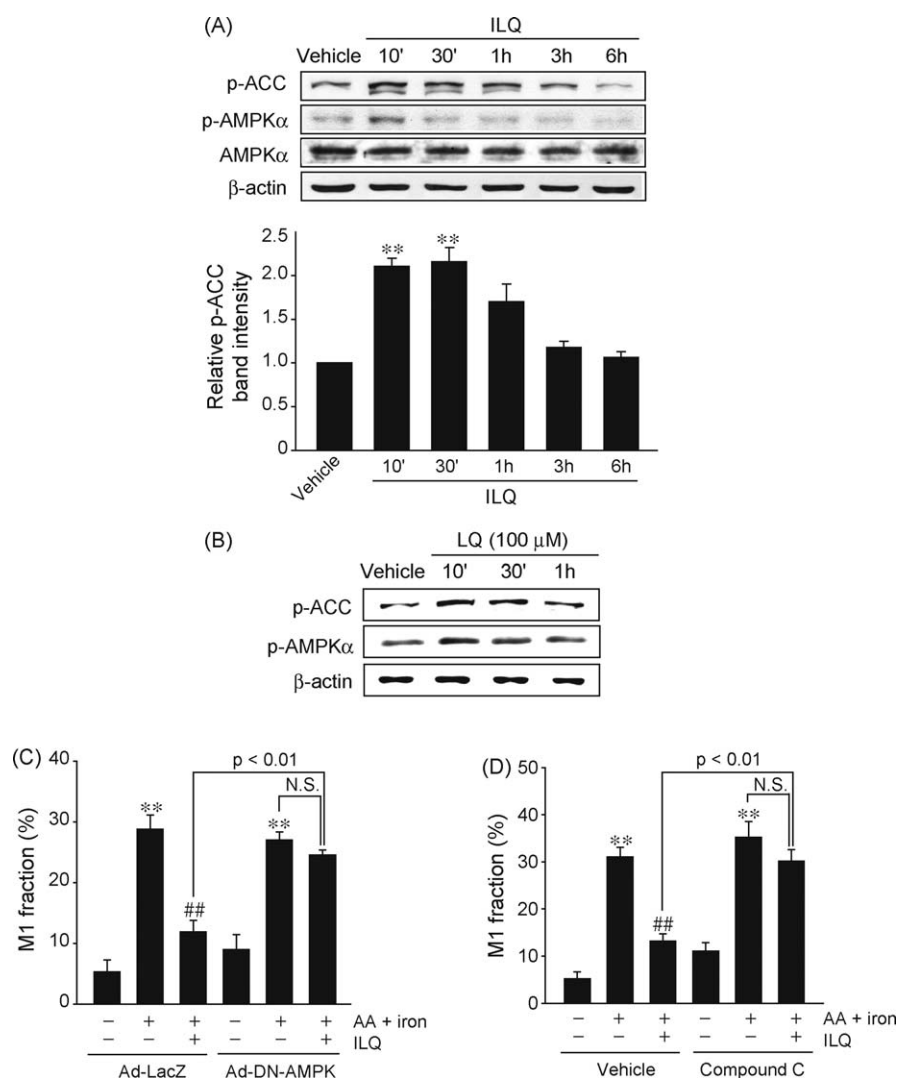 (A)
ILQ
Vehicle 10' 30' 1h 3h 6h
p-ACC
p-AMPKα
AMPKα
β-actin
Relative p-ACC
band intensity
2.5
2.0
1.5
1.0
0.5
0
** **
Vehicle 10' 30' 1h 3h 6h
ILQ
(B)
LQ (100 μM)
Vehicle 10' 30' 1h
p-ACC
p-AMPKα
β-actin
(C)
M1 fraction (%)
40
30
20
10
0
p < 0.01
N.S.
** ## **
– + + – + + AA + iron
+ + ILQ
Ad-LacZ Ad-DN-AMPK
(D)
M1 fraction (%)
50
40
30
20
10
0
p < 0.01
N.S.
** ## **
– + + – + + AA + iron
+ + ILQ
Vehicle Compound C